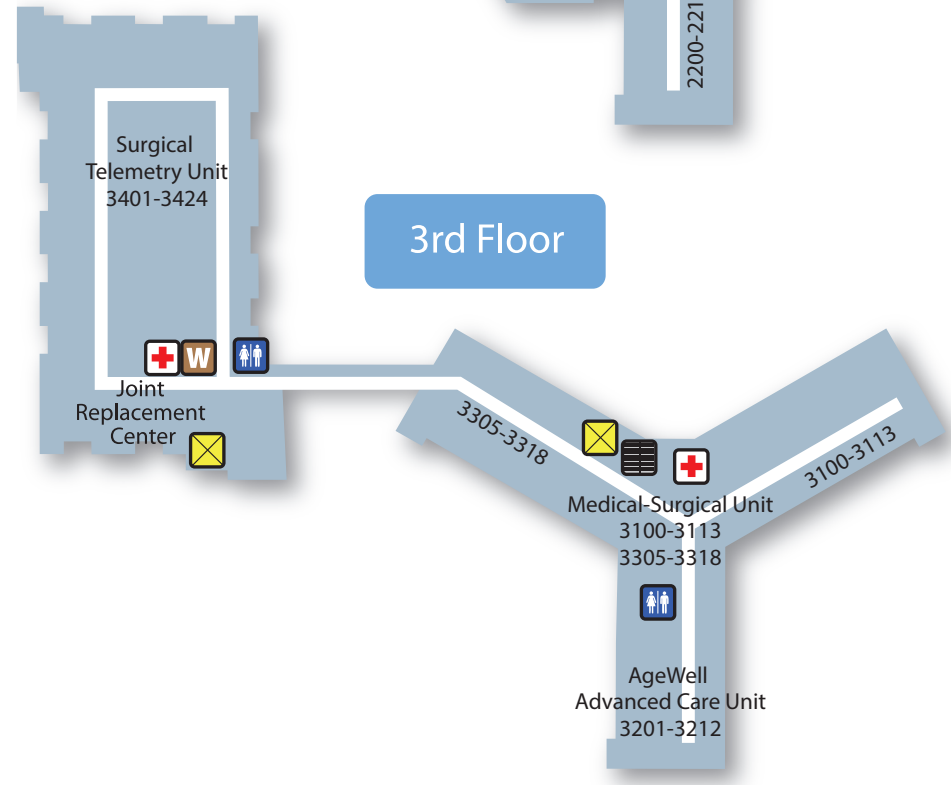 2200-221
Surgical
Telemetry Unit
3401-3424
3rd Floor
W
Joint
Replacement
Center
3305-3318
3100-3113
Medical-Surgical Unit
3100-3113
3305-3318
AgeWell
Advanced Care Unit
3201-3212